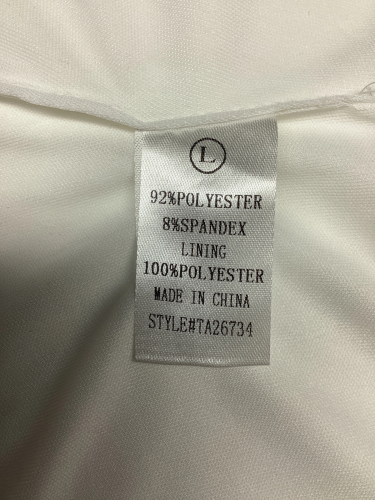 L
92%POLYESTER
8%SPANDEX
LINING
100%POLYESTER
MADE IN CHINA
STYLE#TA26734